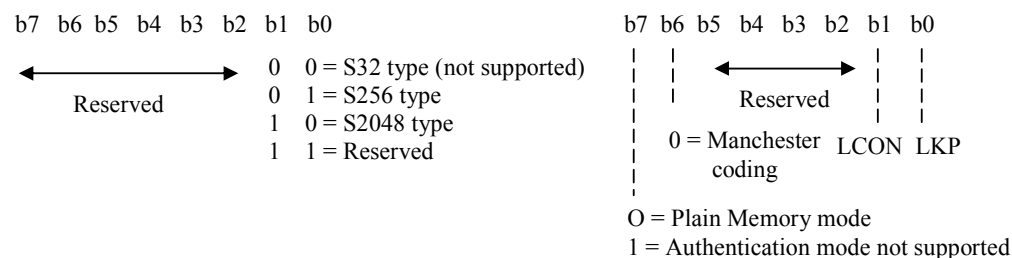 b7 b6 b5 b4 b3 b2 b1 b0
0 0 = S32 type (not supported)
0 1 = S256 type
1 0 = S2048 type
1 1 = Reserved
Reserved
b7 b6 b5 b4 b3 b2 b1 b0
Reserved
0 = Manchester
coding
LCON LKP
O = Plain Memory mode
1 = Authentication mode not supported